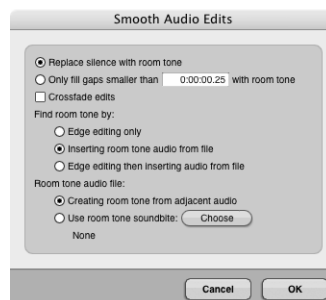 Smooth Audio Edits
Replace silence with room tone
Only fill gaps smaller than 0:00:00.25 with room tone
Crossfade edits
Find room tone by:
Edge editing only
Inserting room tone audio from file
Edge editing then inserting audio from file
Room tone audio file:
Creating room tone from adjacent audio
Use room tone soundbite: Choose
None
Cancel OK